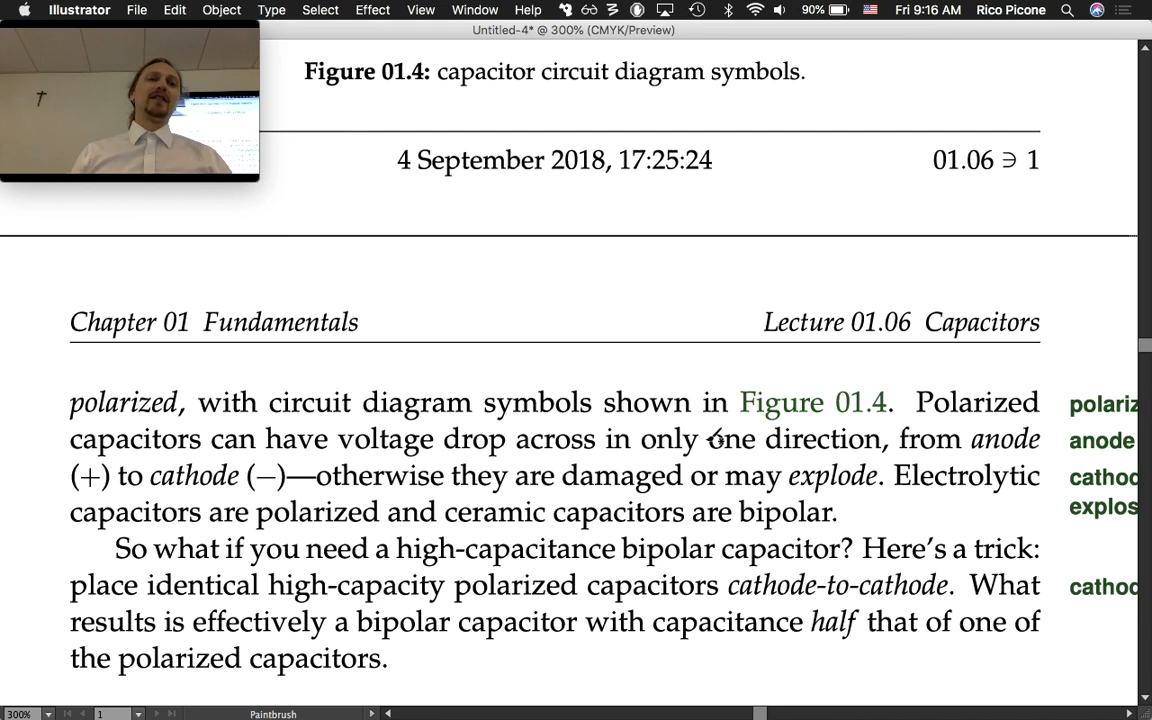 Illustrator File Edit Object Type Select Effect View Window Help 90% Fri 9:16 AM Rico Picone
Untitled-4* @ 300% (CMYK/Preview)
Figure 01.4: capacitor circuit diagram symbols.
4 September 2018, 17:25:24 01.06 ∋ 1
Chapter 01 Fundamentals Lecture 01.06 Capacitors
polarized, with circuit diagram symbols shown in Figure 01.4. Polarized polariz
capacitors can have voltage drop across in only one direction, from anode anode
(+) to cathode (−)—otherwise they are damaged or may explode. Electrolytic cathod
capacitors are polarized and ceramic capacitors are bipolar. explos
So what if you need a high-capacitance bipolar capacitor? Here's a trick:
place identical high-capacity polarized capacitors cathode-to-cathode. What cathod
results is effectively a bipolar capacitor with capacitance half that of one of
the polarized capacitors.
300% 1 Paintbrush